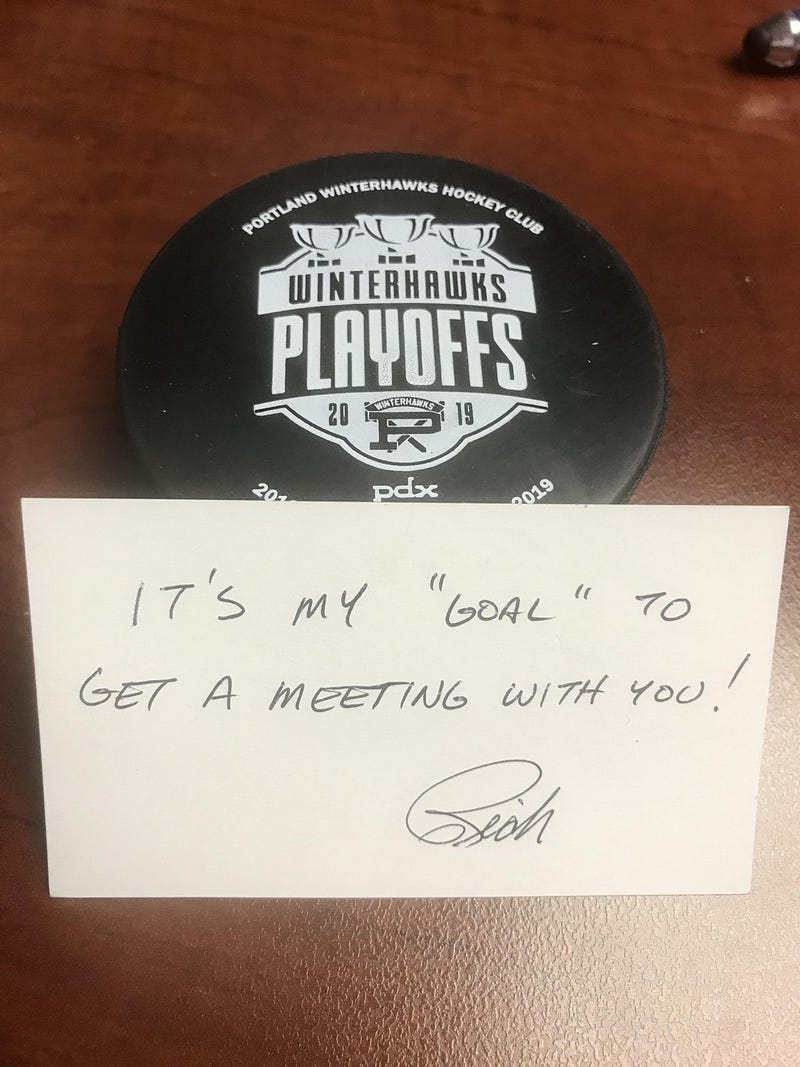 PORTLAND WINTERHAWKS HOCKEY CLUB
WINTERHAWKS
PLAYOFFS
20 WINTERHAWKS 19
pdx
2019
IT'S MY "GOAL" TO
GET A MEETING WITH YOU!
Rich